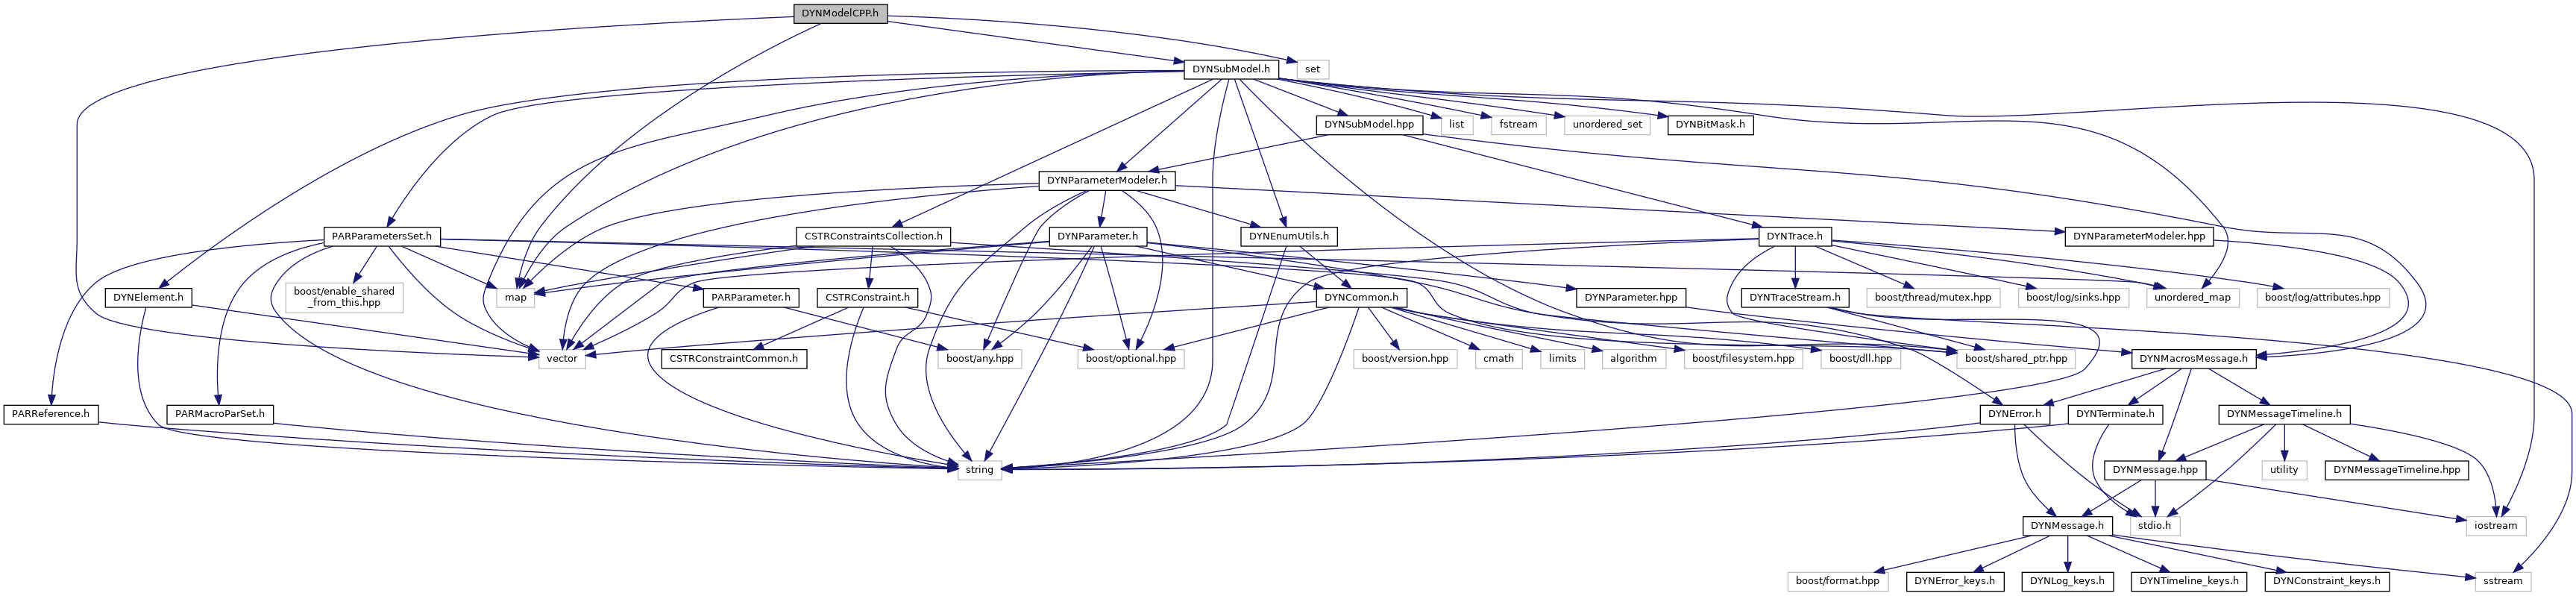 DYNModelCPP.h
DYNSubModel.h
set
DYNSubModel.hpp
list
fstream
unordered_set
DYNBitMask.h
DYNParameterModeler.h
PARParametersSet.h
CSTRConstraintsCollection.h
DYNParameter.h
DYNEnumUtils.h
DYNTrace.h
DYNParameterModeler.hpp
DYNElement.h
boost/enable_shared
_from_this.hpp
map
PARParameter.h
CSTRConstraint.h
DYNCommon.h
DYNParameter.hpp
DYNTraceStream.h
boost/thread/mutex.hpp
boost/log/sinks.hpp
unordered_map
boost/log/attributes.hpp
vector
CSTRConstraintCommon.h
boost/any.hpp
boost/optional.hpp
boost/version.hpp
cmath
limits
algorithm
boost/filesystem.hpp
boost/dll.hpp
boost/shared_ptr.hpp
DYNMacrosMessage.h
PARReference.h
PARMacroParSet.h
DYNError.h
DYNTerminate.h
DYNMessageTimeline.h
string
DYNMessage.hpp
utility
DYNMessageTimeline.hpp
DYNMessage.h
stdio.h
iostream
boost/format.hpp
DYNError_keys.h
DYNLog_keys.h
DYNTimeline_keys.h
DYNConstraint_keys.h
sstream